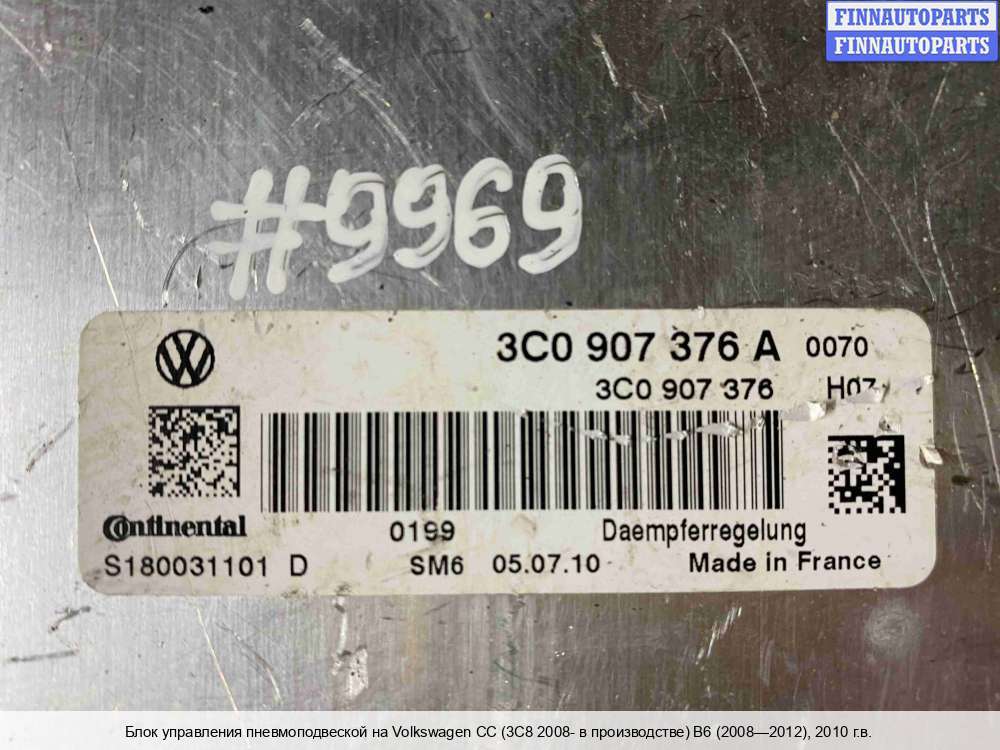 FINNAUTOPARTS
FINNAUTOPARTS
#9969
3C0 907 376 A 0070
3C0 907 376 H07
Continental 0199 Daempferregelung
S180031101 D SM6 05.07.10 Made in France
Блок управления пневмоподвеской на Volkswagen CC (3C8 2008- в производстве) B6 (2008—2012), 2010 г.в.